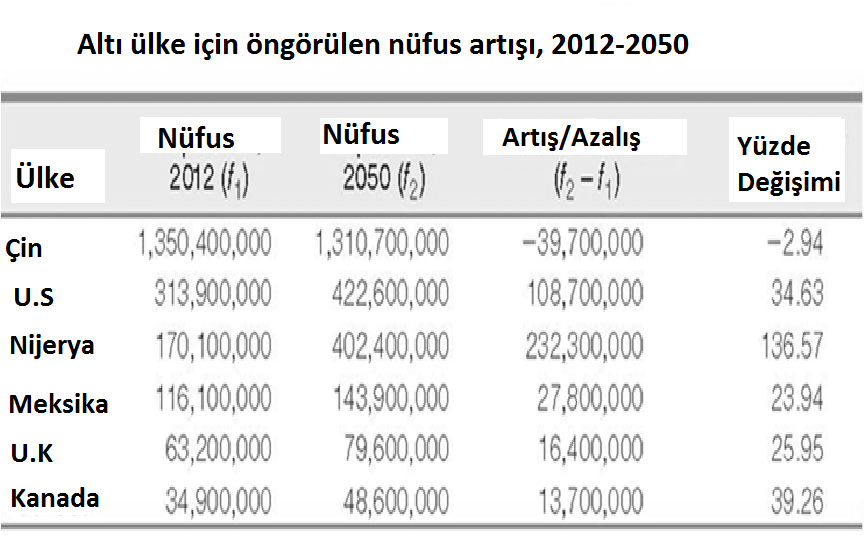 Altı ülke için öngörülen nüfus artışı, 2012-2050
Ülke Nüfus 2012 (f1) Nüfus 2050 (f2) Artış/Azalış (f2 – f1) Yüzde Değişimi
Çin 1,350,400,000 1,310,700,000 –39,700,000 –2.94
U.S 313,900,000 422,600,000 108,700,000 34.63
Nijerya 170,100,000 402,400,000 232,300,000 136.57
Meksika 116,100,000 143,900,000 27,800,000 23.94
U.K 63,200,000 79,600,000 16,400,000 25.95
Kanada 34,900,000 48,600,000 13,700,000 39.26